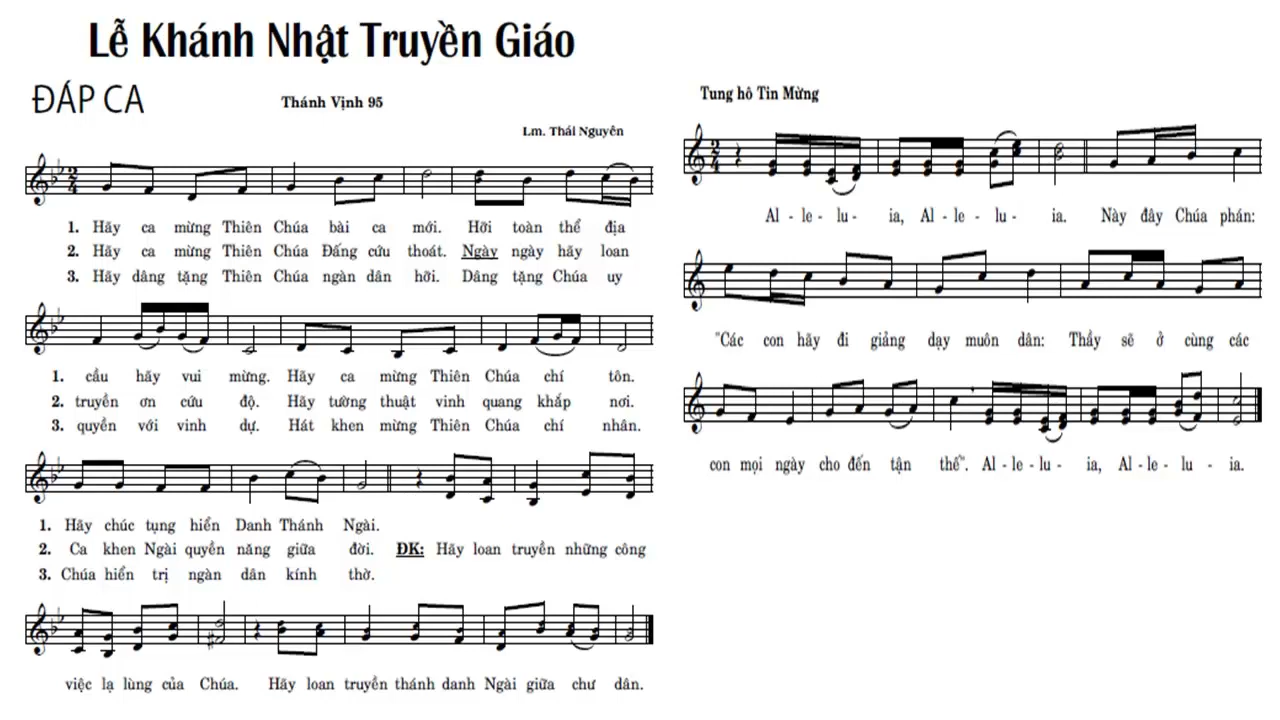 Lễ Khánh Nhật Truyền Giáo
ĐÁP CA
Thánh Vịnh 95
Lm. Thái Nguyên
2/4
1. Hãy ca mừng Thiên Chúa bài ca mới. Hỡi toàn thể địa
2. Hãy ca mừng Thiên Chúa Đấng cứu thoát. Ngày ngày hãy loan
3. Hãy dâng tặng Thiên Chúa ngàn dân hỡi. Dâng tặng Chúa uy
1. cầu hãy vui mừng. Hãy ca mừng Thiên Chúa chí tôn.
2. truyền ơn cứu độ. Hãy tường thuật vinh quang khắp nơi.
3. quyền với vinh dự. Hát khen mừng Thiên Chúa chí nhân.
1. Hãy chúc tụng hiển Danh Thánh Ngài.
2. Ca khen Ngài quyền năng giữa đời. ĐK: Hãy loan truyền những công
3. Chúa hiển trị ngàn dân kính thờ.
việc lạ lùng của Chúa. Hãy loan truyền thánh danh Ngài giữa chư dân.
Tung hô Tin Mừng
2/4
Al - le - lu - ia, Al - le - lu - ia. Này đây Chúa phán:
"Các con hãy đi giảng dạy muôn dân: Thầy sẽ ở cùng các
con mọi ngày cho đến tận thế". Al - le - lu - ia, Al - le - lu - ia.